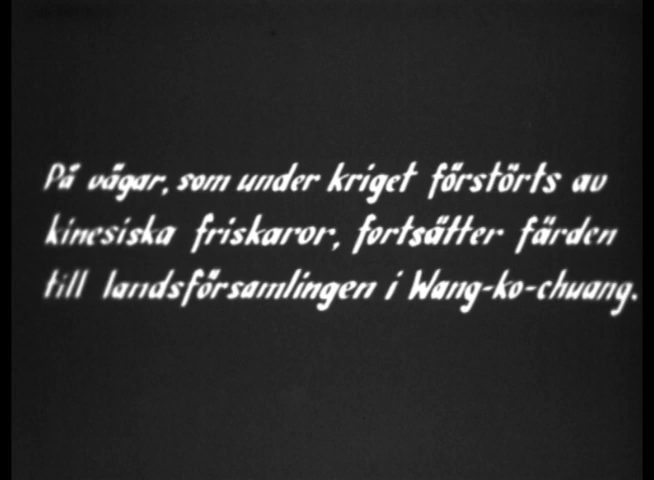 På vägar, som under kriget förstörts av
kinesiska friskaror, fortsätter färden
till landsförsamlingen i Wang-ko-chuang.